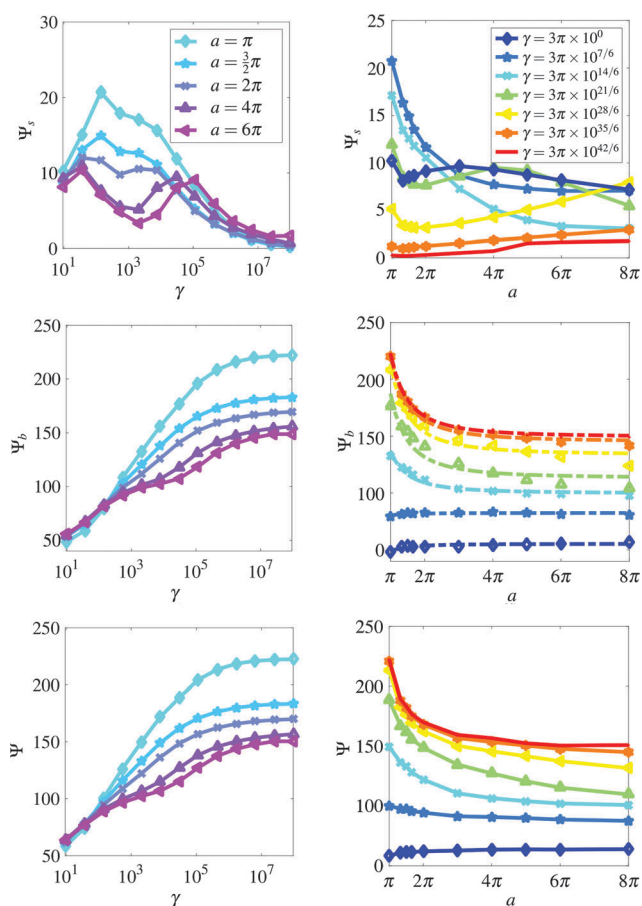 30
20
10
0
Ψ_s
a = π
a = 3/2 π
a = 2π
a = 4π
a = 6π
10^1 10^3 10^5 10^7
γ
25
20
15
10
5
0
Ψ_s
γ = 3π × 10^0
γ = 3π × 10^{7/6}
γ = 3π × 10^{14/6}
γ = 3π × 10^{21/6}
γ = 3π × 10^{28/6}
γ = 3π × 10^{35/6}
γ = 3π × 10^{42/6}
π 2π 4π 6π 8π
a
250
200
150
100
50
Ψ_b
10^1 10^3 10^5 10^7
γ
250
200
150
100
0
Ψ_b
π 2π 4π 6π 8π
a
250
200
150
100
50
Ψ
10^1 10^3 10^5 10^7
γ
250
200
150
100
0
Ψ
π 2π 4π 6π 8π
a